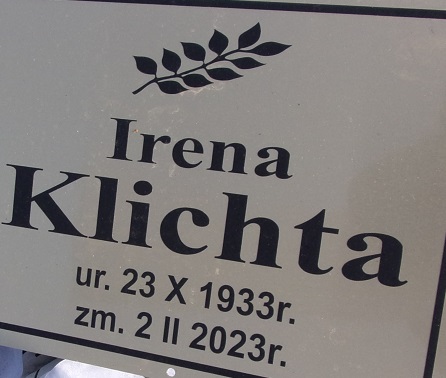 Irena
Klichta
ur. 23 X 1933r.
zm. 2 II 2023r.